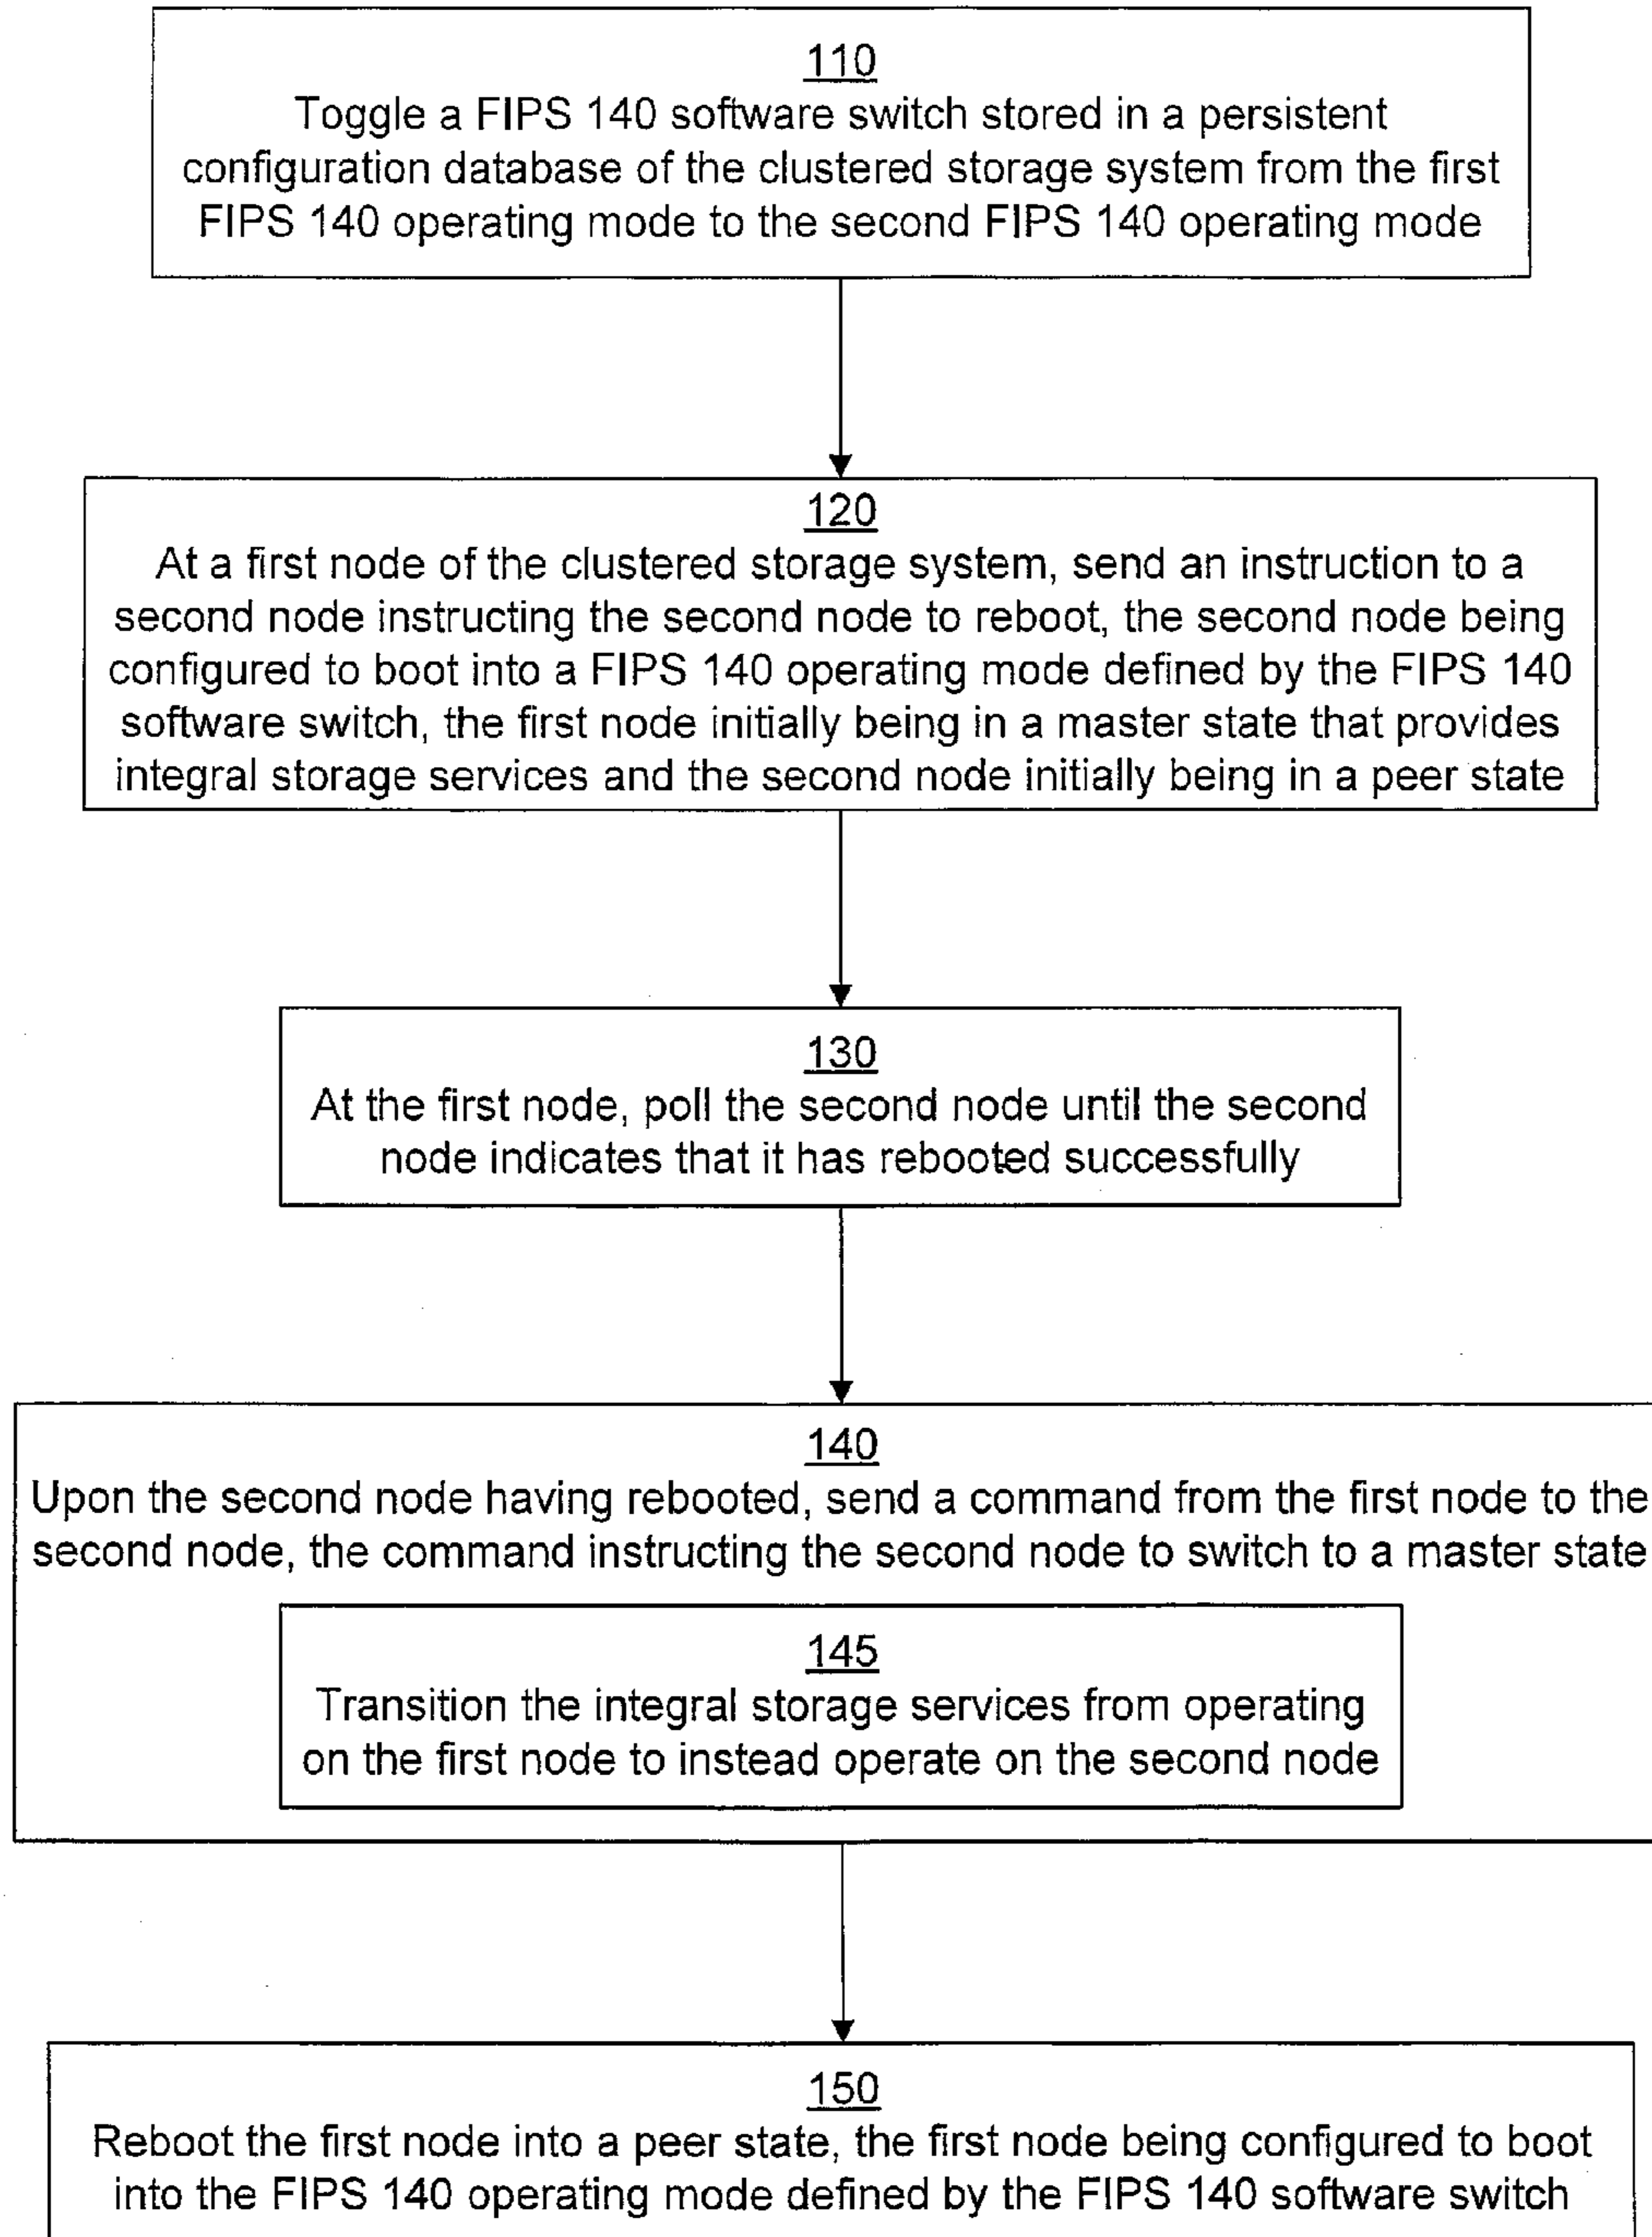 110
Toggle a FIPS 140 software switch stored in a persistent
configuration database of the clustered storage system from the first
FIPS 140 operating mode to the second FIPS 140 operating mode
120
At a first node of the clustered storage system, send an instruction to a
second node instructing the second node to reboot, the second node being
configured to boot into a FIPS 140 operating mode defined by the FIPS 140
software switch, the first node initially being in a master state that provides
integral storage services and the second node initially being in a peer state
130
At the first node, poll the second node until the second
node indicates that it has rebooted successfully
140
Upon the second node having rebooted, send a command from the first node to the
second node, the command instructing the second node to switch to a master state
145
Transition the integral storage services from operating
on the first node to instead operate on the second node
150
Reboot the first node into a peer state, the first node being configured to boot
into the FIPS 140 operating mode defined by the FIPS 140 software switch